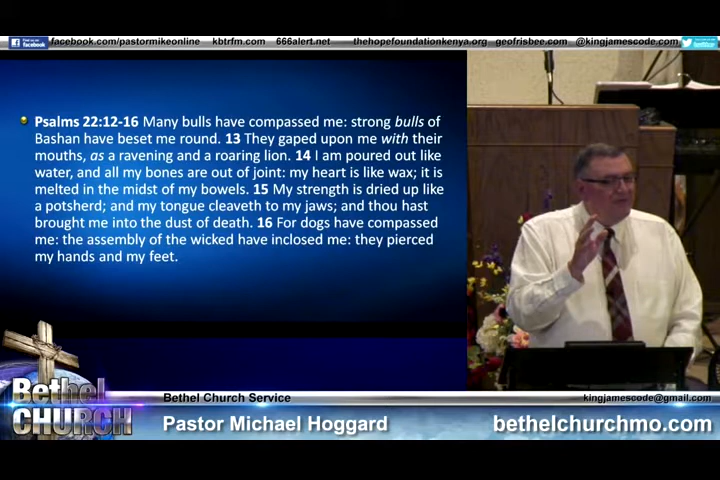 Find us on facebook facebook.com/pastormikeonline kbtrfm.com 666alert.net thehopefoundationkenya.org geofrisbee.com @kingjamescode.com twitter
Psalms 22:12-16 Many bulls have compassed me: strong bulls of
Bashan have beset me round. 13 They gaped upon me with their
mouths, as a ravening and a roaring lion. 14 I am poured out like
water, and all my bones are out of joint: my heart is like wax; it is
melted in the midst of my bowels. 15 My strength is dried up like
a potsherd; and my tongue cleaveth to my jaws; and thou hast
brought me into the dust of death. 16 For dogs have compassed
me: the assembly of the wicked have inclosed me: they pierced
my hands and my feet.
Bethel
CHURCH
Bethel Church Service kingjamescode@gmail.com
Pastor Michael Hoggard bethelchurchmo.com